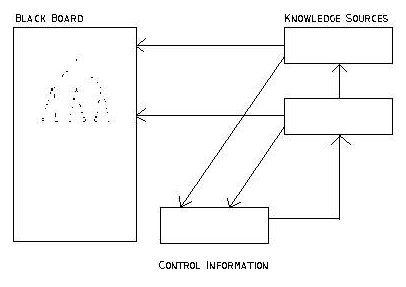 Black Board
Knowledge Sources
Control Information